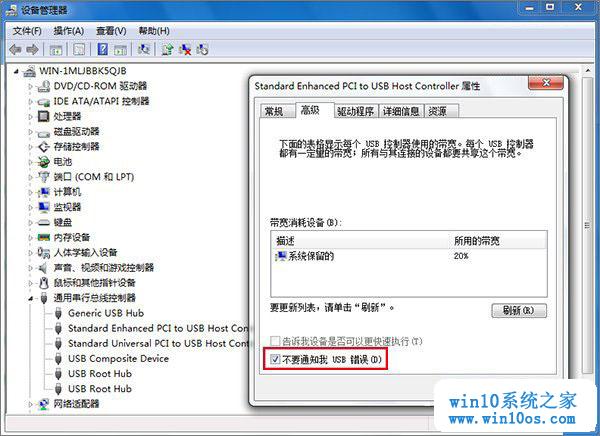 设备管理器
文件(F) 操作(A) 查看(V) 帮助(H)
WIN-1MLJBBK5QJB
DVD/CD-ROM 驱动器
IDE ATA/ATAPI 控制器
处理器
磁盘驱动器
存储控制器
电池
端口 (COM 和 LPT)
计算机
监视器
键盘
内存设备
人体学输入设备
声音、视频和游戏控制器
鼠标和其他指针设备
通用串行总线控制器
Generic USB Hub
Standard Enhanced PCI to USB Host Cont
Standard Universal PCI to USB Host Cont
USB Composite Device
USB Root Hub
USB Root Hub
网络适配器
Standard Enhanced PCI to USB Host Controller 属性
常规 高级 驱动程序 详细信息 资源
下面的表格显示每个 USB 控制器使用的带宽。每个 USB 控制器
都有一定量的带宽；所有与其连接的设备都要共享这个带宽。
带宽消耗设备(B):
描述 所用的带宽
系统保留的 20%
要更新列表，请单击“刷新”。 刷新(R)
告诉我设备是否可以更快速执行(T)
不要通知我 USB 错误(D)
win10系统之家
www.win10os.com